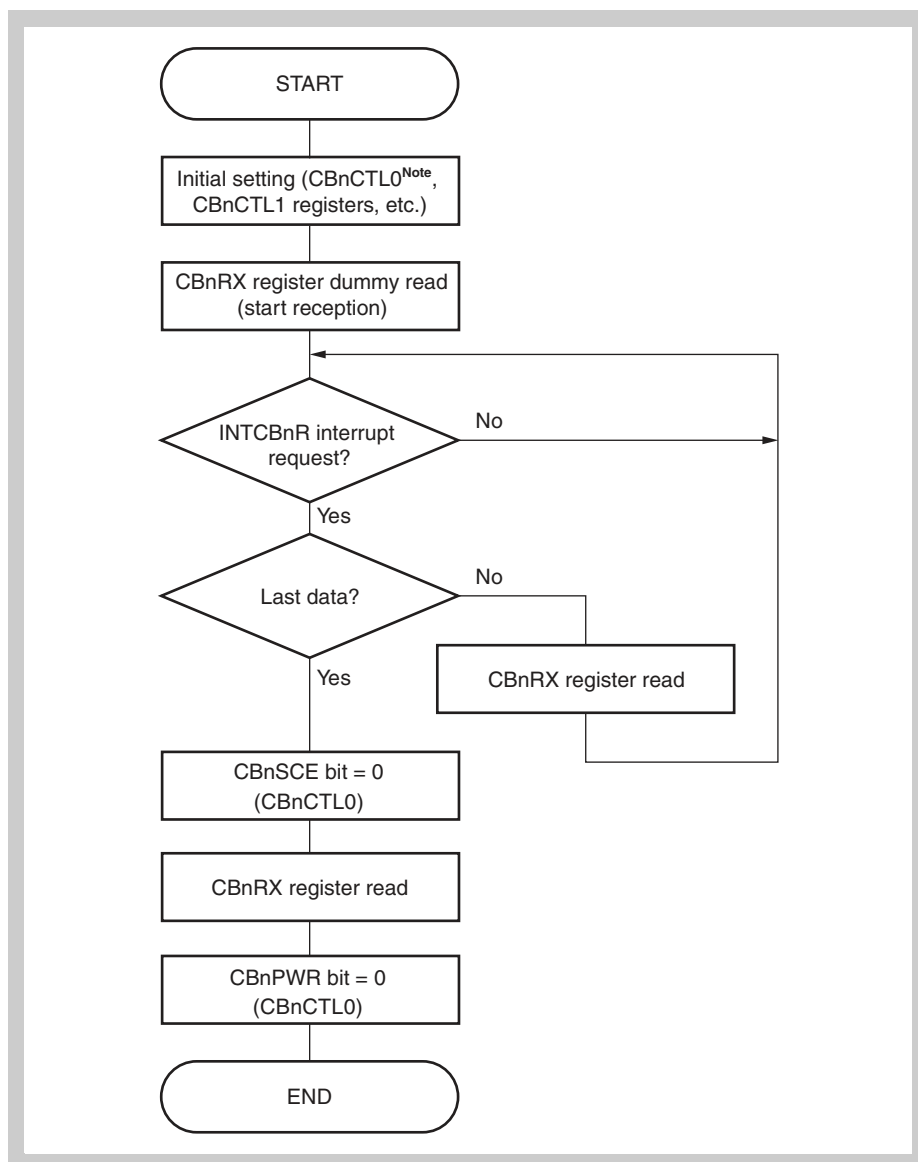 START
Initial setting (CBnCTL0Note,
CBnCTL1 registers, etc.)
CBnRX register dummy read
(start reception)
INTCBnR interrupt
request?
No
Yes
Last data?
No
Yes
CBnRX register read
CBnSCE bit = 0
(CBnCTL0)
CBnRX register read
CBnPWR bit = 0
(CBnCTL0)
END